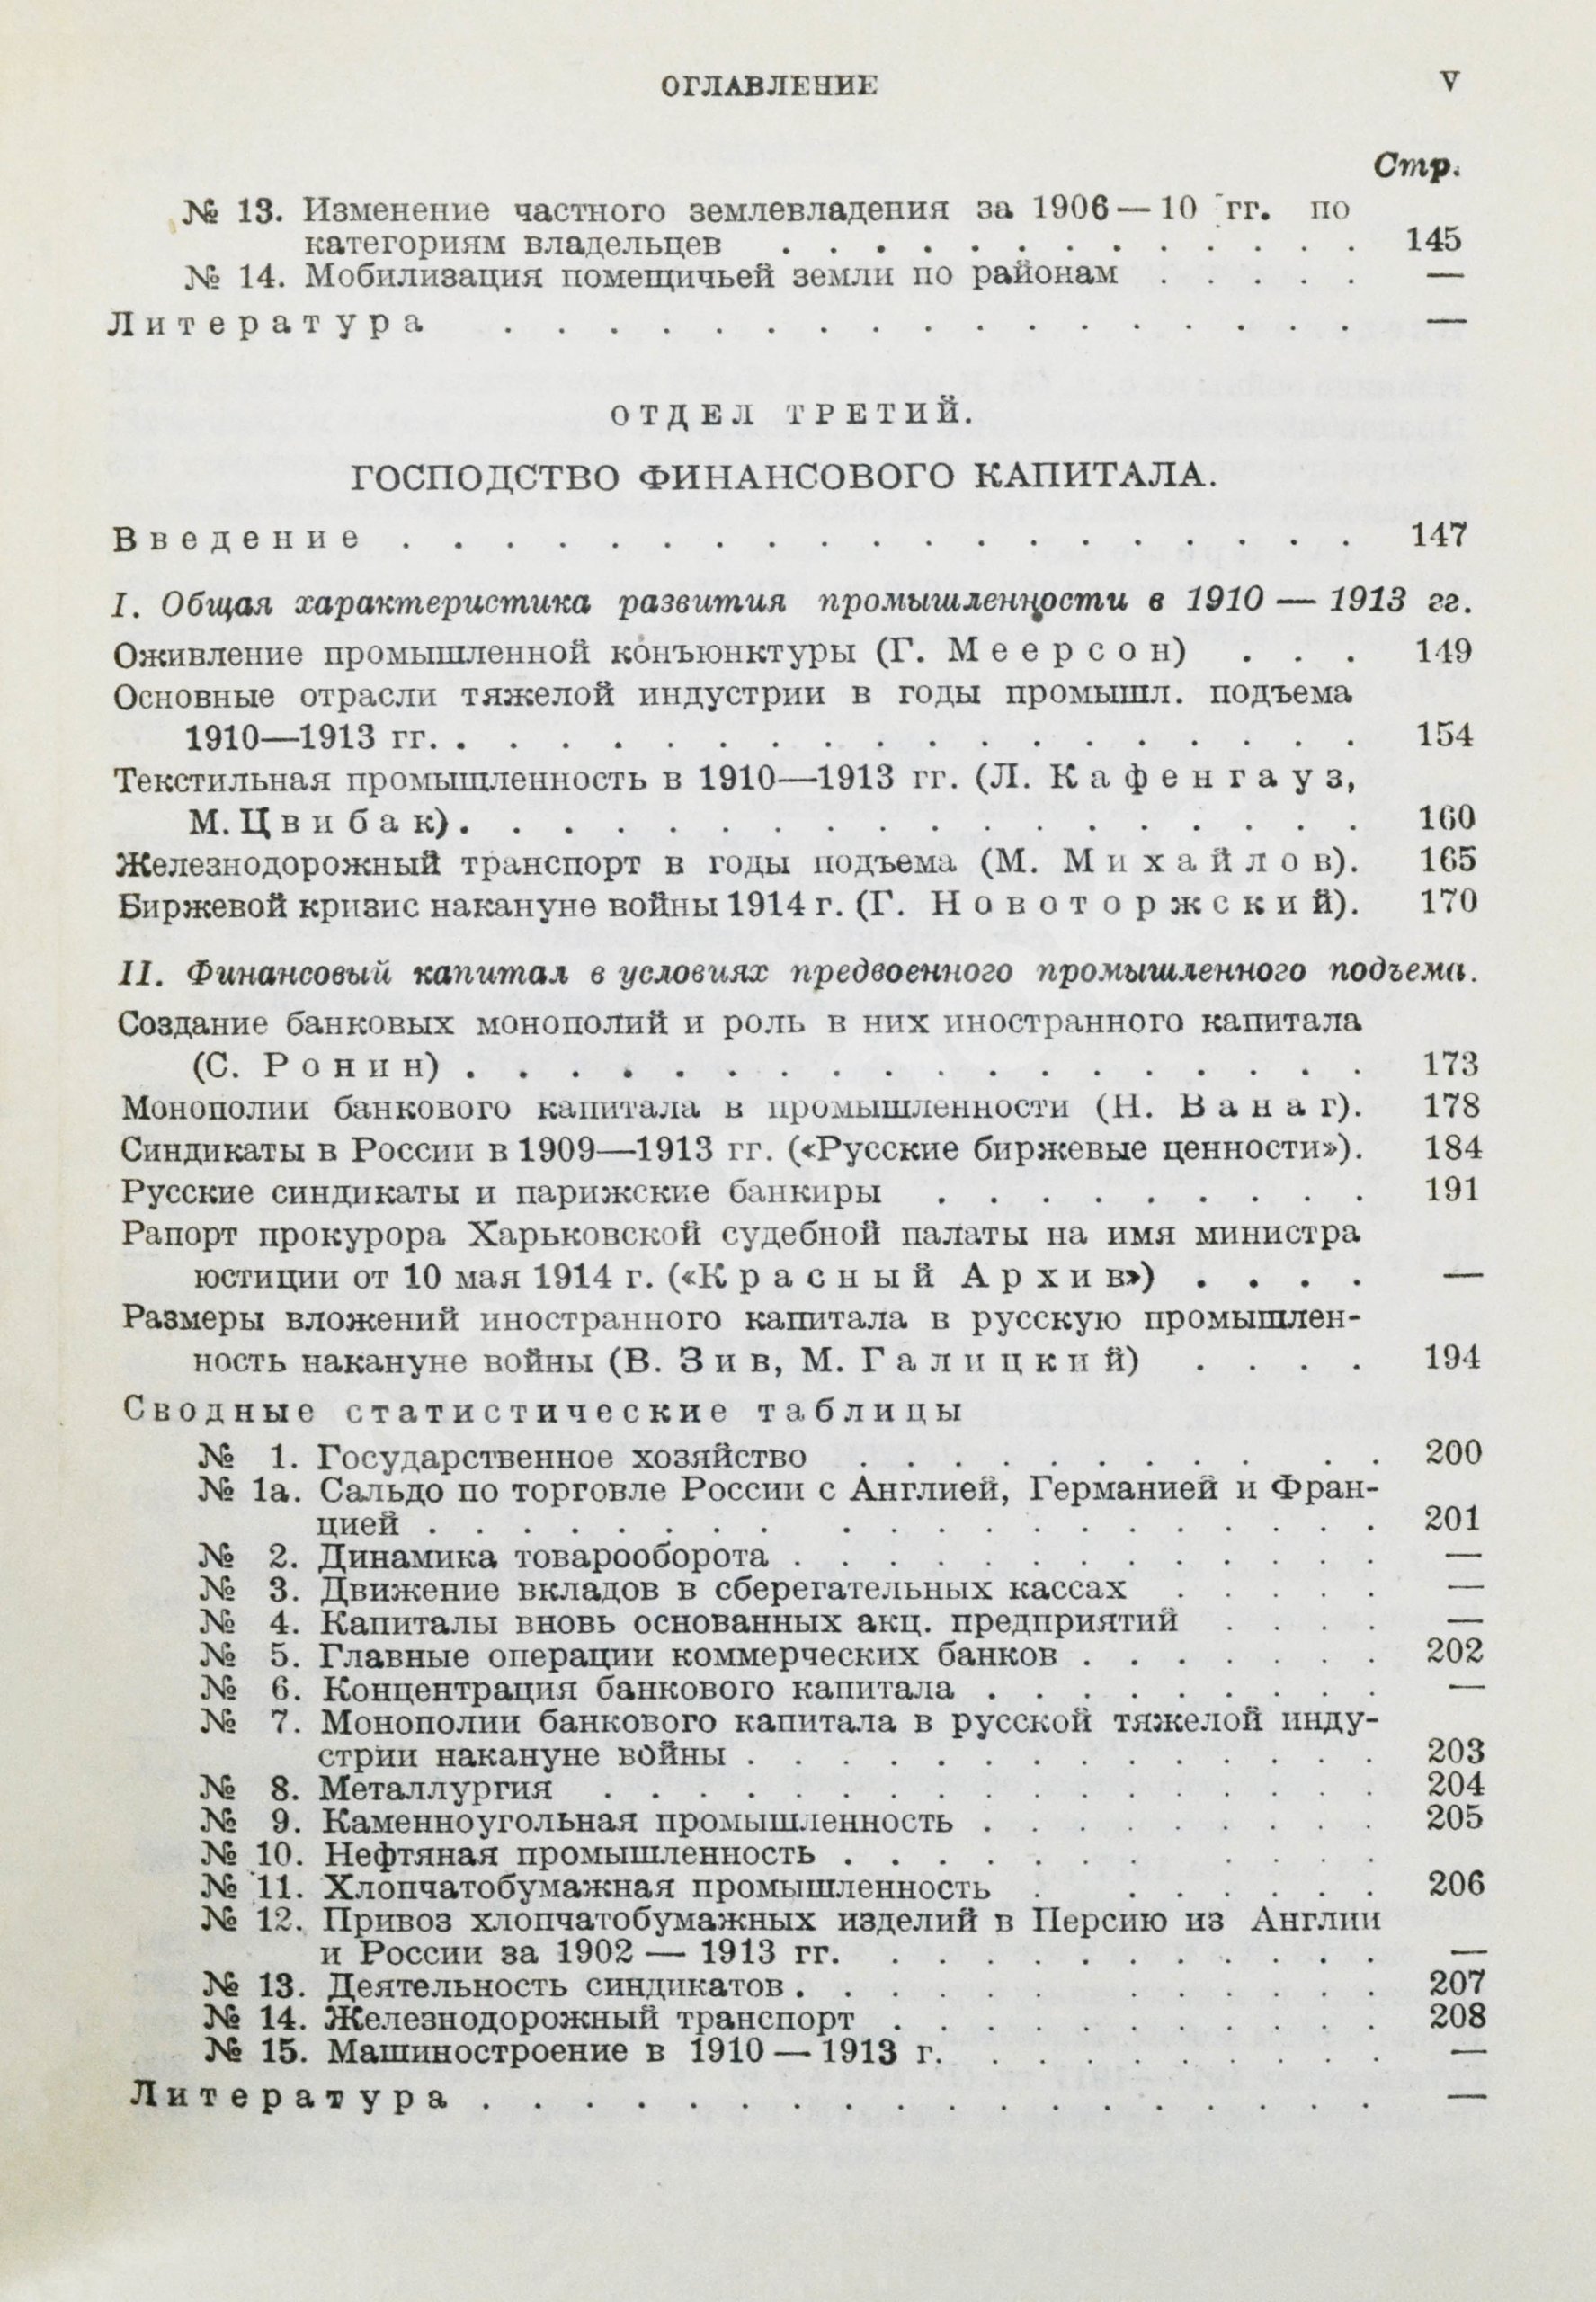 ОГЛАВЛЕНИЕ V
Стр.
№ 13. Изменение частного землевладения за 1906—10 гг. по
категориям владельцев . . . . . . . . . . . . . 145
№ 14. Мобилизация помещичьей земли по районам . . . . . —
Литература . . . . . . . . . . . . . . . . . —
ОТДЕЛ ТРЕТИЙ.
ГОСПОДСТВО ФИНАНСОВОГО КАПИТАЛА.
Введение . . . . . . . . . . . . . . . . . . . 147
I. Общая характеристика развития промышленности в 1910 — 1913 гг.
Оживление промышленной конъюнктуры (Г. Меерсон) . . . 149
Основные отрасли тяжелой индустрии в годы промышл. подъема
1910—1913 гг. . . . . . . . . . . . . . . . . . . 154
Текстильная промышленность в 1910—1913 гг. (Л. Кафенгауз,
М. Цвибак) . . . . . . . . . . . . . . . . . . 160
Железнодорожный транспорт в годы подъема (М. Михайлов). 165
Биржевой кризис накануне войны 1914 г. (Г. Новоторжский). 170
II. Финансовый капитал в условиях предвоенного промышленного подъема.
Создание банковых монополий и роль в них иностранного капитала
(С. Ронин) . . . . . . . . . . . . . . . . . . 173
Монополии банкового капитала в промышленности (Н. Ванаг). 178
Синдикаты в России в 1909—1913 гг. («Русские биржевые ценности»). 184
Русские синдикаты и парижские банкиры . . . . . . . . . 191
Рапорт прокурора Харьковской судебной палаты на имя министра
юстиции от 10 мая 1914 г. («Красный Архив») . . . . —
Размеры вложений иностранного капитала в русскую промышлен-
ность накануне войны (В. Зив, М. Галицкий) . . . . 194
Сводные статистические таблицы
№ 1. Государственное хозяйство . . . . . . . . . . 200
№ 1а. Сальдо по торговле России с Англией, Германией и Фран-
цией . . . . . . . . . . . . . . . . . . 201
№ 2. Динамика товарооборота . . . . . . . . . . . . —
№ 3. Движение вкладов в сберегательных кассах . . . . . —
№ 4. Капиталы вновь основанных акц. предприятий . . . . —
№ 5. Главные операции коммерческих банков . . . . . . . 202
№ 6. Концентрация банкового капитала . . . . . . . . . —
№ 7. Монополии банкового капитала в русской тяжелой инду-
стрии накануне войны . . . . . . . . . . . . . . 203
№ 8. Металлургия . . . . . . . . . . . . . . . . . 204
№ 9. Каменноугольная промышленность . . . . . . . . . 205
№ 10. Нефтяная промышленность . . . . . . . . . . .
№ 11. Хлопчатобумажная промышленность . . . . . . . 206
№ 12. Привоз хлопчатобумажных изделий в Персию из Англии
и России за 1902 — 1913 гг. . . . . . . . . . . . —
№ 13. Деятельность синдикатов . . . . . . . . . . . 207
№ 14. Железнодорожный транспорт . . . . . . . . . . . 208
№ 15. Машиностроение в 1910 — 1913 г. . . . . . . . . . —
Литература . . . . . . . . . . . . . . . . . . —